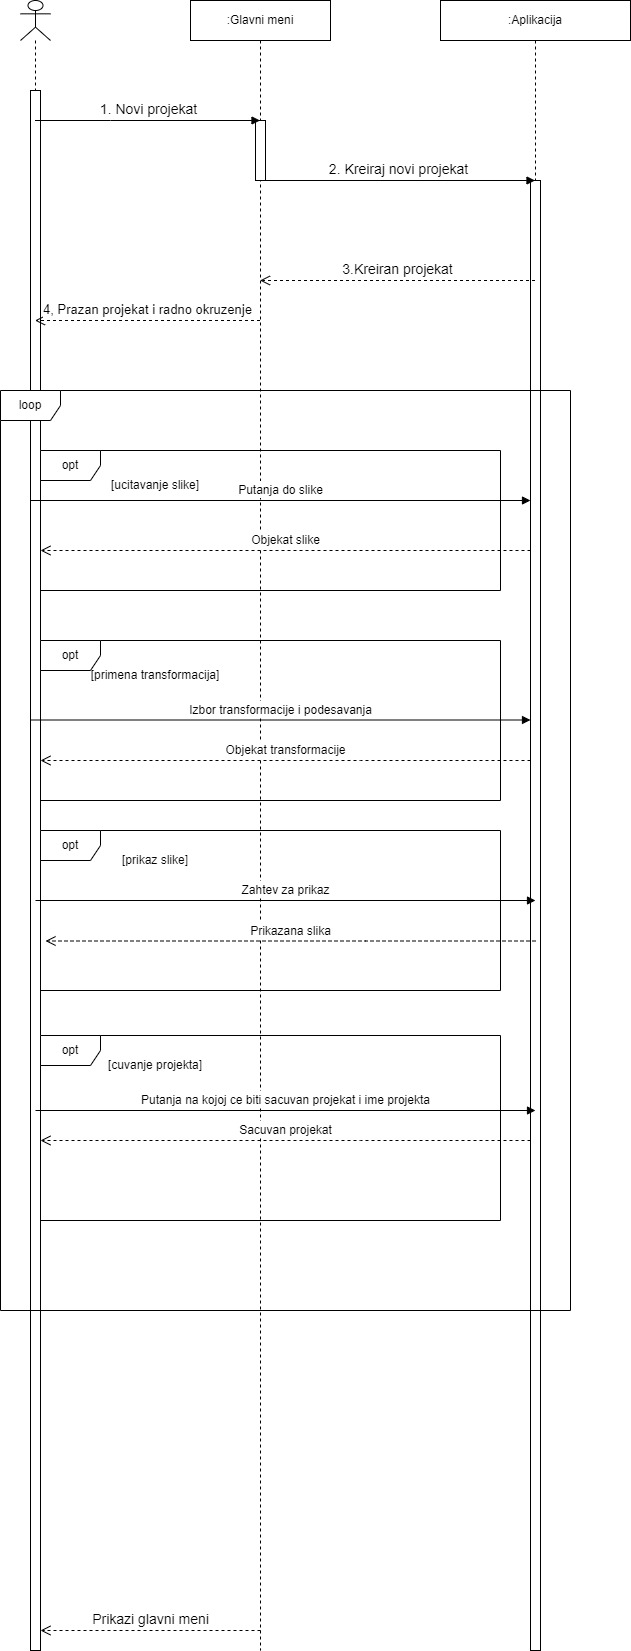 :Glavni meni
:Aplikacija
1. Novi projekat
2. Kreiraj novi projekat
3.Kreiran projekat
4, Prazan projekat i radno okruzenje
loop
opt
[ucitavanje slike]
Putanja do slike
Objekat slike
opt
[primena transformacija]
Izbor transformacije i podesavanja
Objekat transformacije
opt
[prikaz slike]
Zahtev za prikaz
Prikazana slika
opt
[cuvanje projekta]
Putanja na kojoj ce biti sacuvan projekat i ime projekta
Sacuvan projekat
Prikazi glavni meni